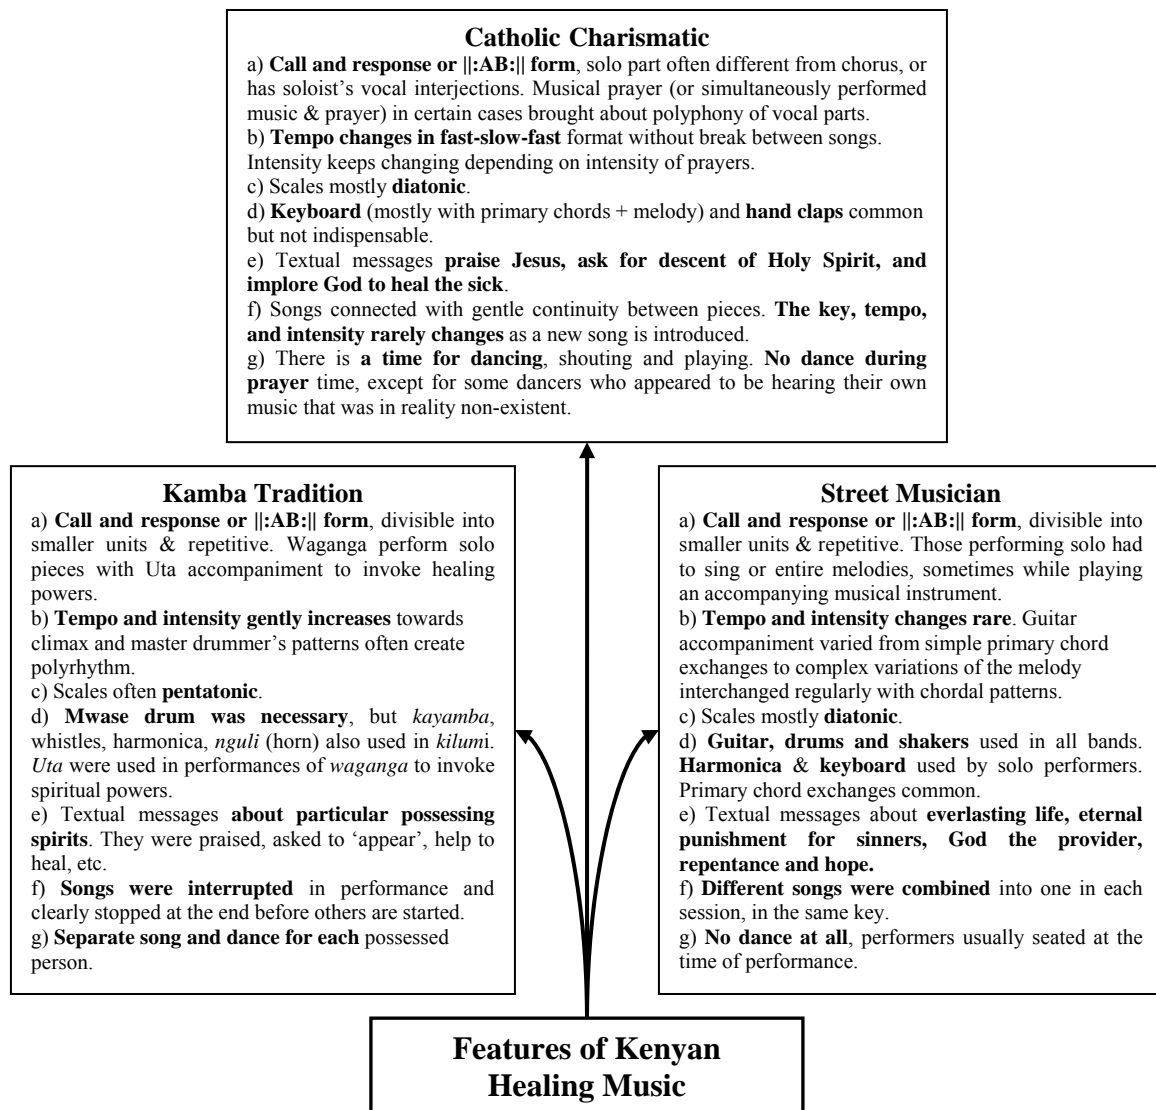 Catholic Charismatic
a) Call and response or ||:AB:|| form, solo part often different from chorus, or
has soloist's vocal interjections. Musical prayer (or simultaneously performed
music & prayer) in certain cases brought about polyphony of vocal parts.
b) Tempo changes in fast-slow-fast format without break between songs.
Intensity keeps changing depending on intensity of prayers.
c) Scales mostly diatonic.
d) Keyboard (mostly with primary chords + melody) and hand claps common
but not indispensable.
e) Textual messages praise Jesus, ask for descent of Holy Spirit, and
implore God to heal the sick.
f) Songs connected with gentle continuity between pieces. The key, tempo,
and intensity rarely changes as a new song is introduced.
g) There is a time for dancing, shouting and playing. No dance during
prayer time, except for some dancers who appeared to be hearing their own
music that was in reality non-existent.
Kamba Tradition
a) Call and response or ||:AB:|| form, divisible into
smaller units & repetitive. Waganga perform solo
pieces with Uta accompaniment to invoke healing
powers.
b) Tempo and intensity gently increases towards
climax and master drummer's patterns often create
polyrhythm.
c) Scales often pentatonic.
d) Mwase drum was necessary, but kayamba,
whistles, harmonica, nguli (horn) also used in kilumi.
Uta were used in performances of waganga to invoke
spiritual powers.
e) Textual messages about particular possessing
spirits. They were praised, asked to 'appear', help to
heal, etc.
f) Songs were interrupted in performance and
clearly stopped at the end before others are started.
g) Separate song and dance for each possessed
person.
Street Musician
a) Call and response or ||:AB:|| form, divisible into
smaller units & repetitive. Those performing solo had
to sing or entire melodies, sometimes while playing
an accompanying musical instrument.
b) Tempo and intensity changes rare. Guitar
accompaniment varied from simple primary chord
exchanges to complex variations of the melody
interchanged regularly with chordal patterns.
c) Scales mostly diatonic.
d) Guitar, drums and shakers used in all bands.
Harmonica & keyboard used by solo performers.
Primary chord exchanges common.
e) Textual messages about everlasting life, eternal
punishment for sinners, God the provider,
repentance and hope.
f) Different songs were combined into one in each
session, in the same key.
g) No dance at all, performers usually seated at the
time of performance.
Features of Kenyan
Healing Music